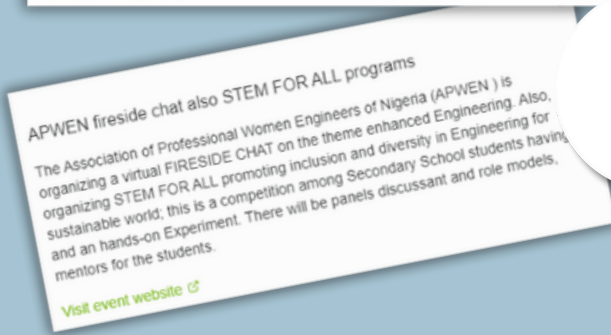 APWEN fireside chat also STEM FOR ALL programs
The Association of Professional Women Engineers of Nigeria (APWEN ) is
organizing a virtual FIRESIDE CHAT on the theme enhanced Engineering. Also,
organizing STEM FOR ALL promoting inclusion and diversity in Engineering for
sustainable world; this is a competition among Secondary School students having
and an hands-on Experiment. There will be panels discussant and role models,
mentors for the students.
Visit event website